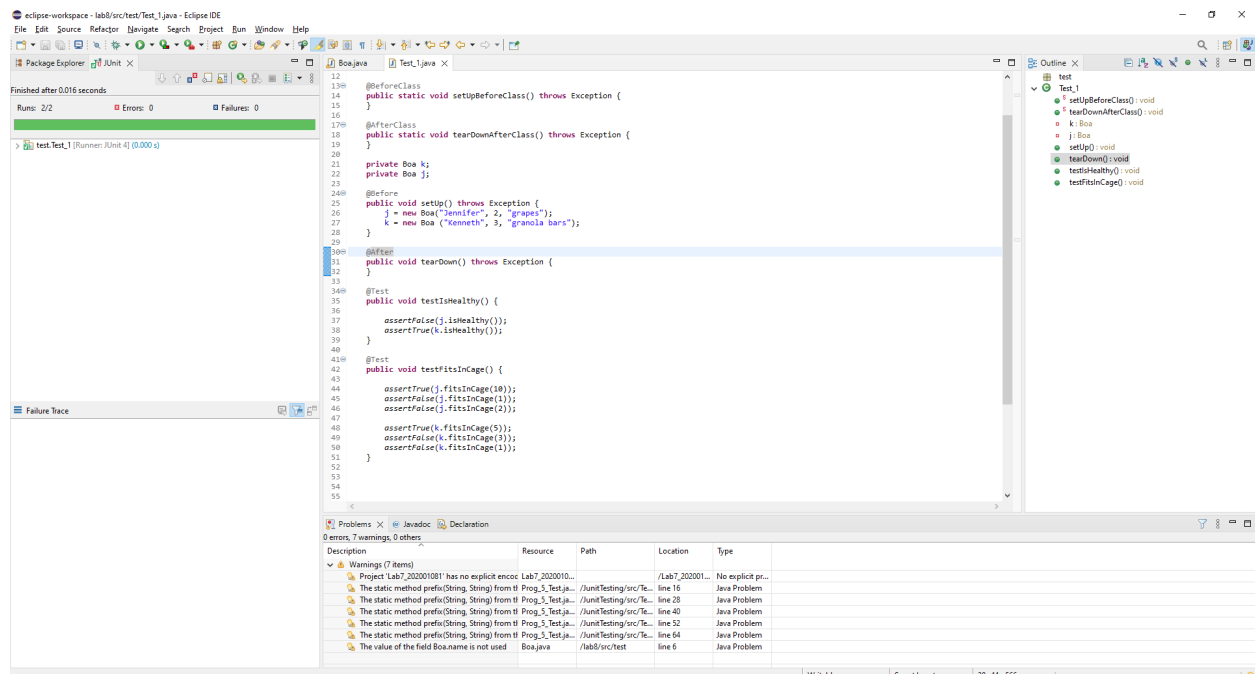 eclipse-workspace - lab8/src/test/Test_1.java - Eclipse IDE
File Edit Source Refactor Navigate Search Project Run Window Help
Package Explorer JUnit
Finished after 0.016 seconds
Runs: 2/2 Errors: 0 Failures: 0
test.Test_1 [Runner: JUnit 4] (0.000 s)
Failure Trace
Boa.java Test_1.java
12
13 @BeforeClass
14 public static void setUpBeforeClass() throws Exception {
15 }
16
17 @AfterClass
18 public static void tearDownAfterClass() throws Exception {
19 }
20
21 private Boa k;
22 private Boa j;
23
24 @Before
25 public void setUp() throws Exception {
26 j = new Boa("Jennifer", 2, "grapes");
27 k = new Boa ("Kenneth", 3, "granola bars");
28 }
29
30 @After
31 public void tearDown() throws Exception {
32 }
33
34 @Test
35 public void testIsHealthy() {
36
37 assertFalse(j.isHealthy());
38 assertTrue(k.isHealthy());
39 }
40
41 @Test
42 public void testFitsInCage() {
43
44 assertTrue(j.fitsInCage(10));
45 assertFalse(j.fitsInCage(1));
46 assertFalse(j.fitsInCage(2));
47
48 assertTrue(k.fitsInCage(5));
49 assertFalse(k.fitsInCage(3));
50 assertFalse(k.fitsInCage(1));
51 }
52
53
54
55
Outline
test
Test_1
setUpBeforeClass() : void
tearDownAfterClass() : void
k : Boa
j : Boa
setUp() : void
tearDown() : void
testIsHealthy() : void
testFitsInCage() : void
Problems Javadoc Declaration
0 errors, 7 warnings, 0 others
Description Resource Path Location Type
Warnings (7 items)
Project 'Lab7_202001081' has no explicit encoc Lab7_2020010... /Lab7_202001... No explicit pr...
The static method prefix(String, String) from tl Prog_5_Test.ja... /JunitTesting/src/Te... line 16 Java Problem
The static method prefix(String, String) from tl Prog_5_Test.ja... /JunitTesting/src/Te... line 28 Java Problem
The static method prefix(String, String) from tl Prog_5_Test.ja... /JunitTesting/src/Te... line 40 Java Problem
The static method prefix(String, String) from tl Prog_5_Test.ja... /JunitTesting/src/Te... line 52 Java Problem
The static method prefix(String, String) from tl Prog_5_Test.ja... /JunitTesting/src/Te... line 64 Java Problem
The value of the field Boa.name is not used Boa.java /lab8/src/test line 6 Java Problem